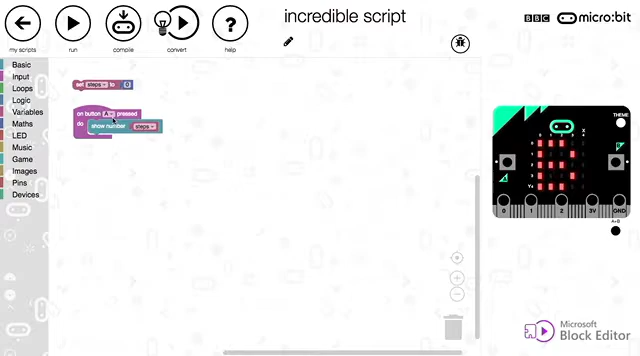 my scripts
run
compile
convert
help
incredible script
BBC micro:bit
Basic
Input
Loops
Logic
Variables
Maths
LED
Music
Game
Images
Pins
Devices
set steps to 0
on button A pressed
do show number steps
THEME
A
B
0 1 2 3V GND
A+B
Microsoft
Block Editor